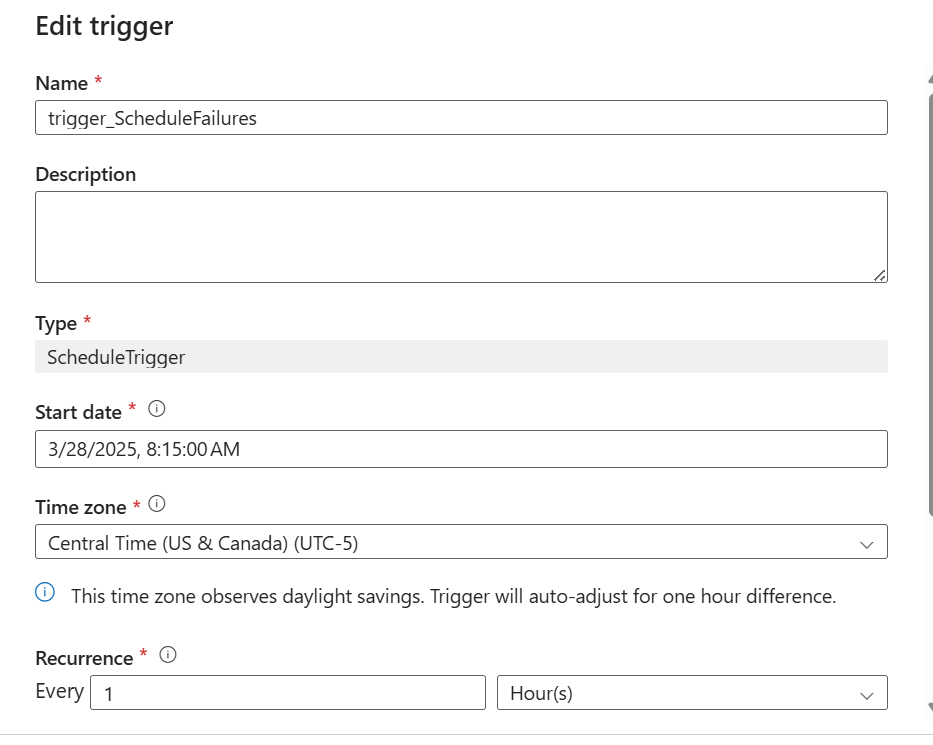 Edit trigger
Name *
trigger_ScheduleFailures
Description
Type *
ScheduleTrigger
Start date *
3/28/2025, 8:15:00 AM
Time zone *
Central Time (US & Canada) (UTC-5)
This time zone observes daylight savings. Trigger will auto-adjust for one hour difference.
Recurrence *
Every 1 Hour(s)